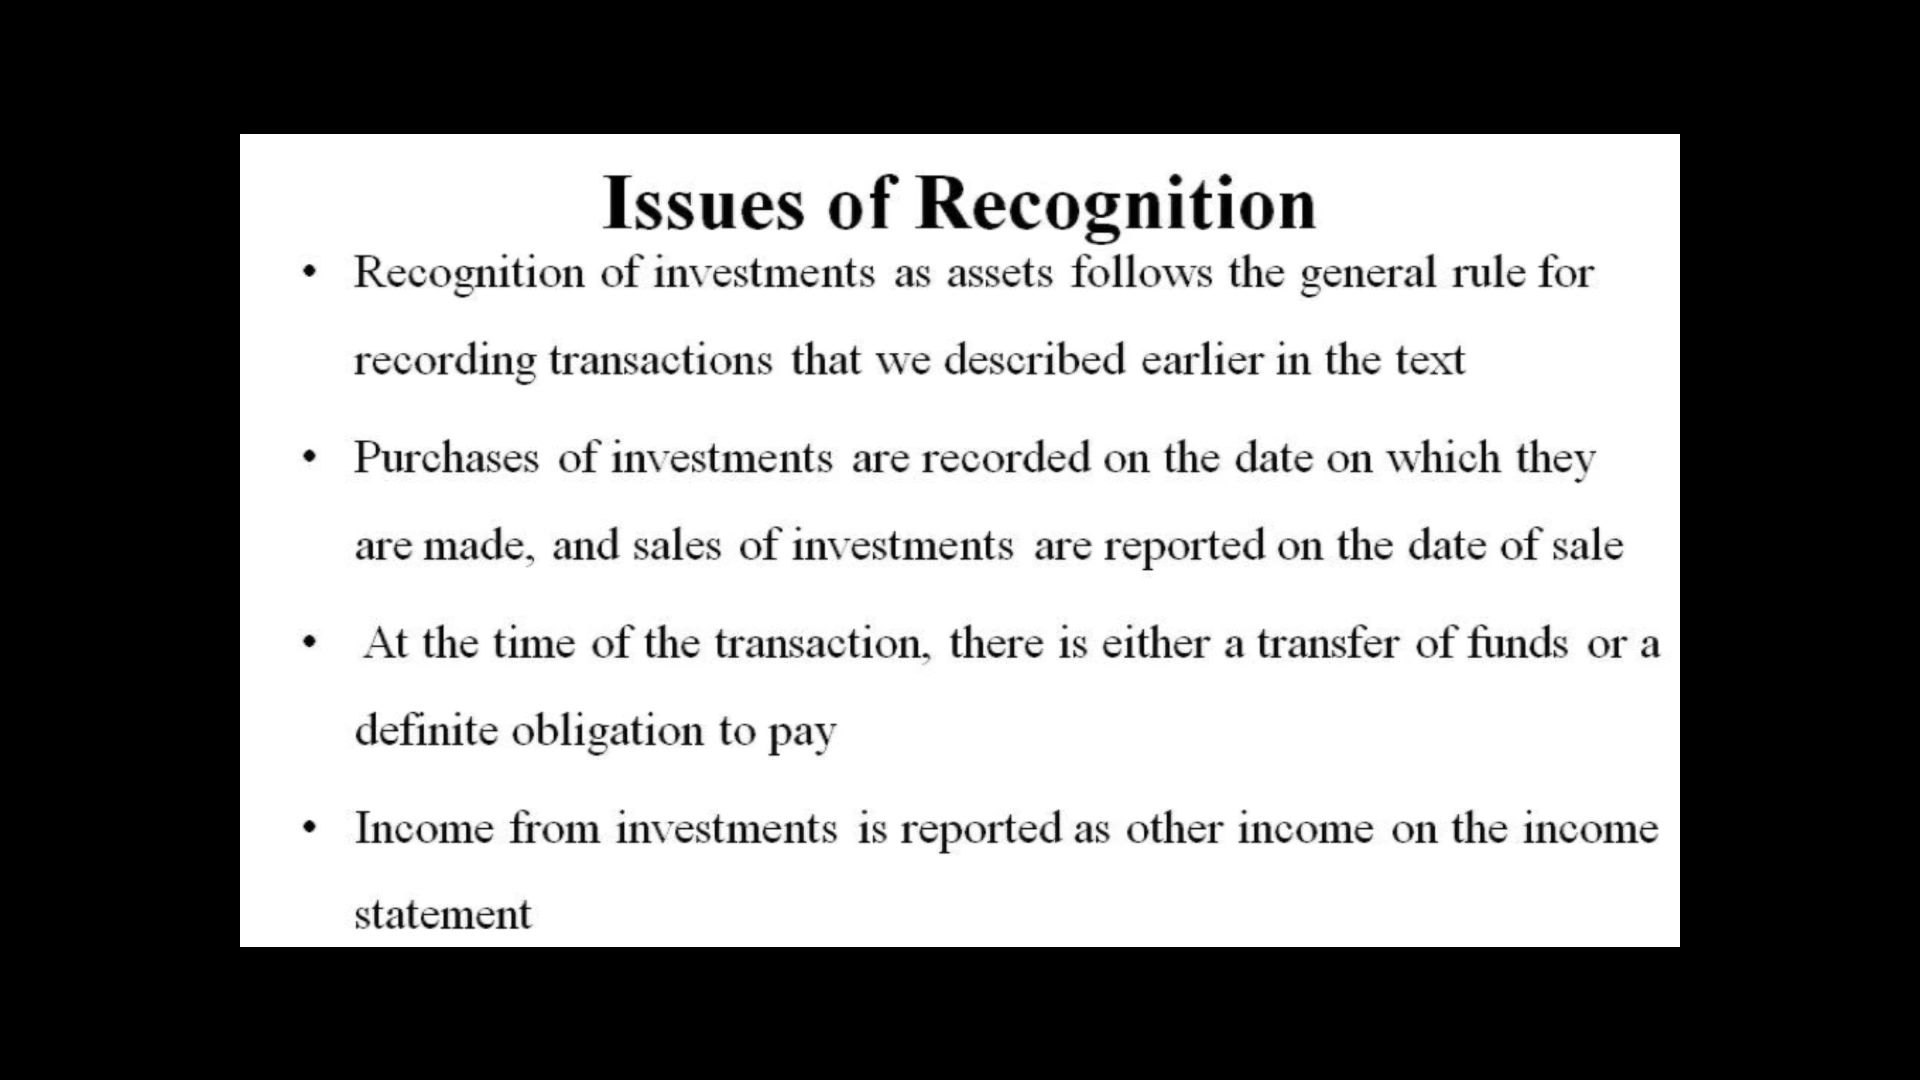 Issues of Recognition
• Recognition of investments as assets follows the general rule for
recording transactions that we described earlier in the text
• Purchases of investments are recorded on the date on which they
are made, and sales of investments are reported on the date of sale
• At the time of the transaction, there is either a transfer of funds or a
definite obligation to pay
• Income from investments is reported as other income on the income
statement